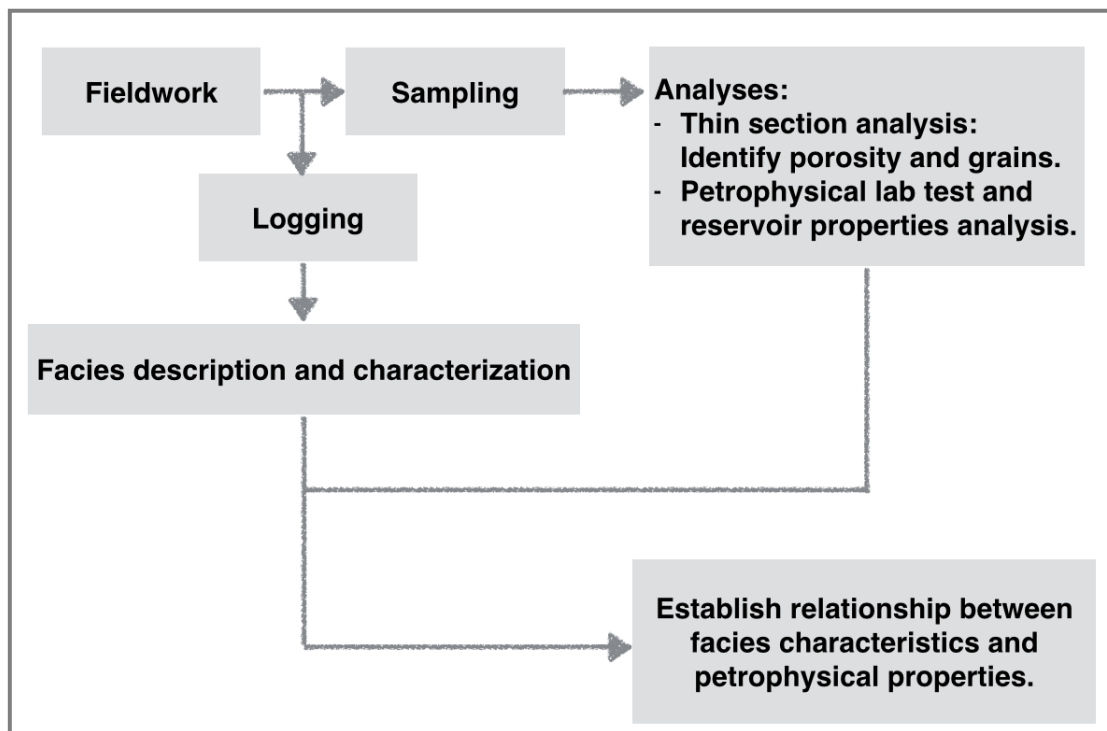 Fieldwork
Sampling
Analyses:
- Thin section analysis:
Identify porosity and grains.
- Petrophysical lab test and
reservoir properties analysis.
Logging
Facies description and characterization
Establish relationship between
facies characteristics and
petrophysical properties.